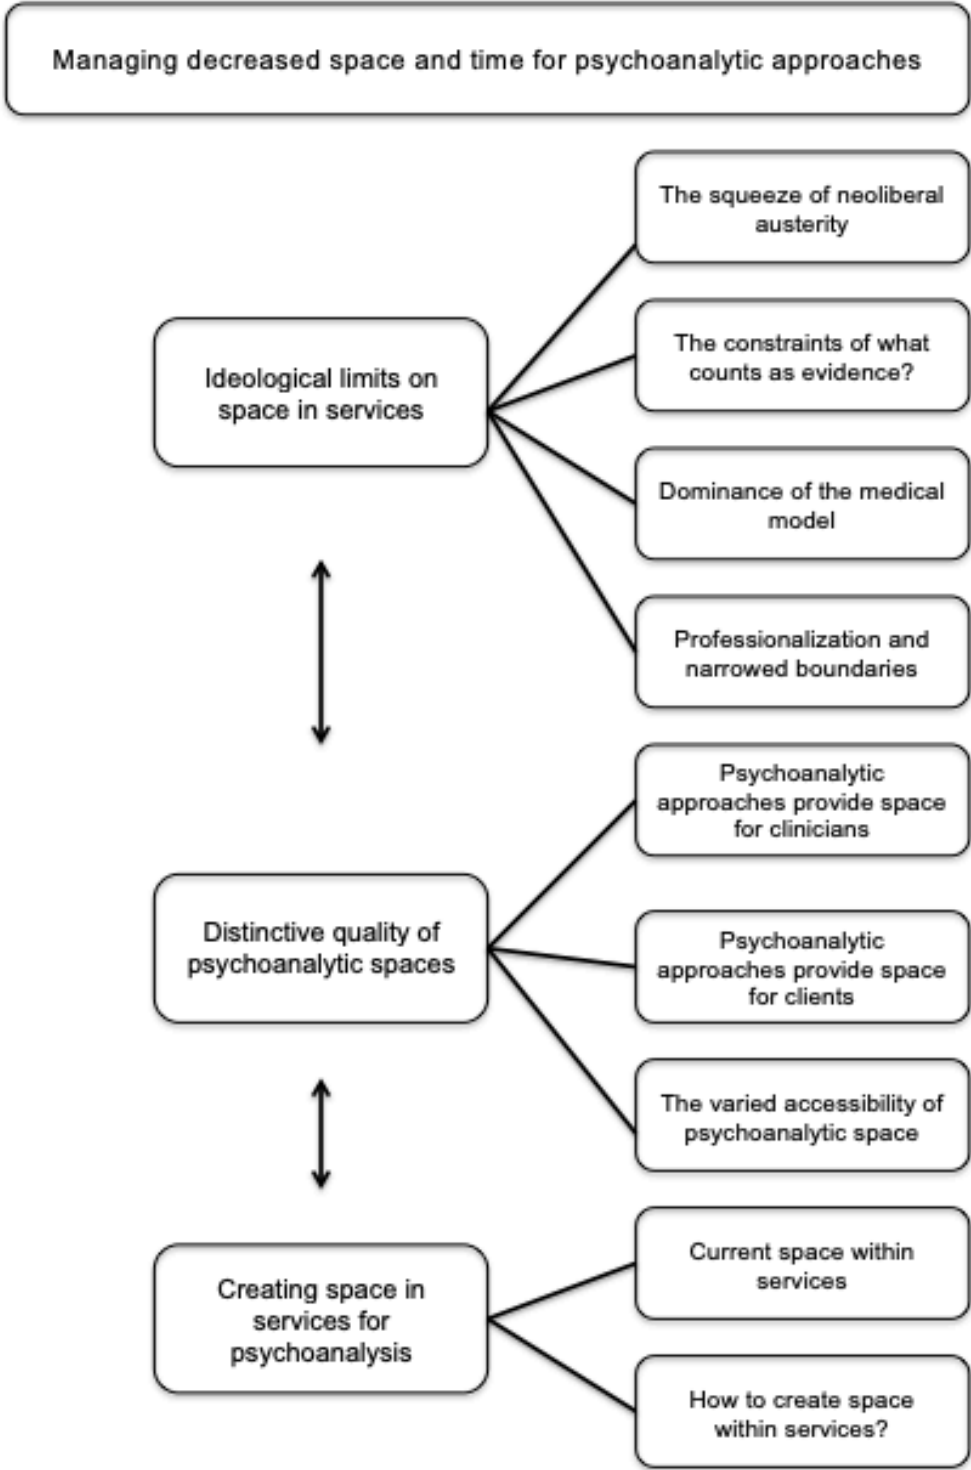 Managing decreased space and time for psychoanalytic approaches
The squeeze of neoliberal
austerity
The constraints of what
counts as evidence?
Ideological limits on
space in services
Dominance of the medical
model
Professionalization and
narrowed boundaries
Psychoanalytic
approaches provide space
for clinicians
Distinctive quality of
psychoanalytic spaces
Psychoanalytic
approaches provide space
for clients
The varied accessibility of
psychoanalytic space
Current space within
services
Creating space in
services for
psychoanalysis
How to create space
within services?